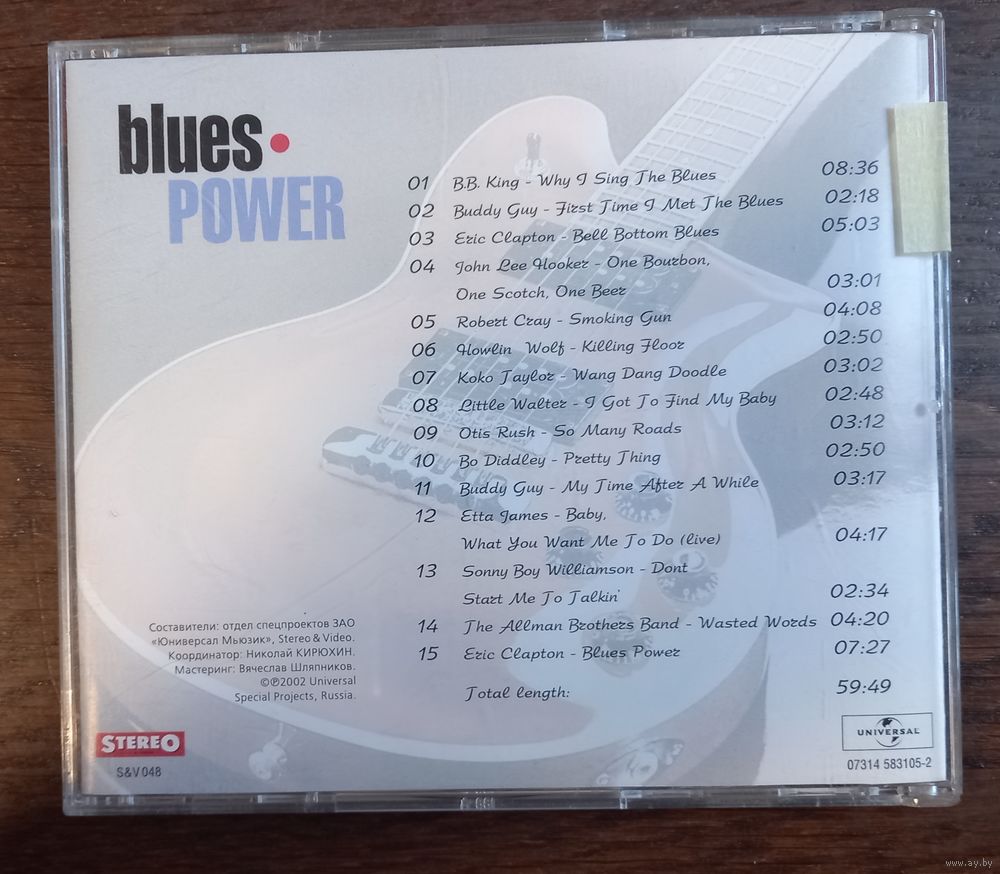 blues
POWER
01 B.B. King - Why I Sing The Blues 08:36
02 Buddy Guy - First Time I Met The Blues 02:18
03 Eric Clapton - Bell Bottom Blues 05:03
04 John Lee Hooker - One Bourbon,
One Scotch, One Beer 03:01
05 Robert Cray - Smoking Gun 04:08
06 Howlin Wolf - Killing Floor 02:50
07 Koko Taylor - Wang Dang Doodle 03:02
08 Little Walter - I Got To Find My Baby 02:48
09 Otis Rush - So Many Roads 03:12
10 Bo Diddley - Pretty Thing 02:50
11 Buddy Guy - My Time After A While 03:17
12 Etta James - Baby,
What You Want Me To Do (live) 04:17
13 Sonny Boy Williamson - Dont
Start Me To Talkin' 02:34
14 The Allman Brothers Band - Wasted Words 04:20
15 Eric Clapton - Blues Power 07:27
Total length: 59:49
Составители: отдел спецпроектов ЗАО
«Юниверсал Мьюзик», Stereo & Video.
Координатор: Николай КИРЮХИН.
Мастеринг: Вячеслав Шляпников.
©℗2002 Universal
Special Projects, Russia.
STEREO
S&V 048
UNIVERSAL
07314 583105-2
www.ay.by